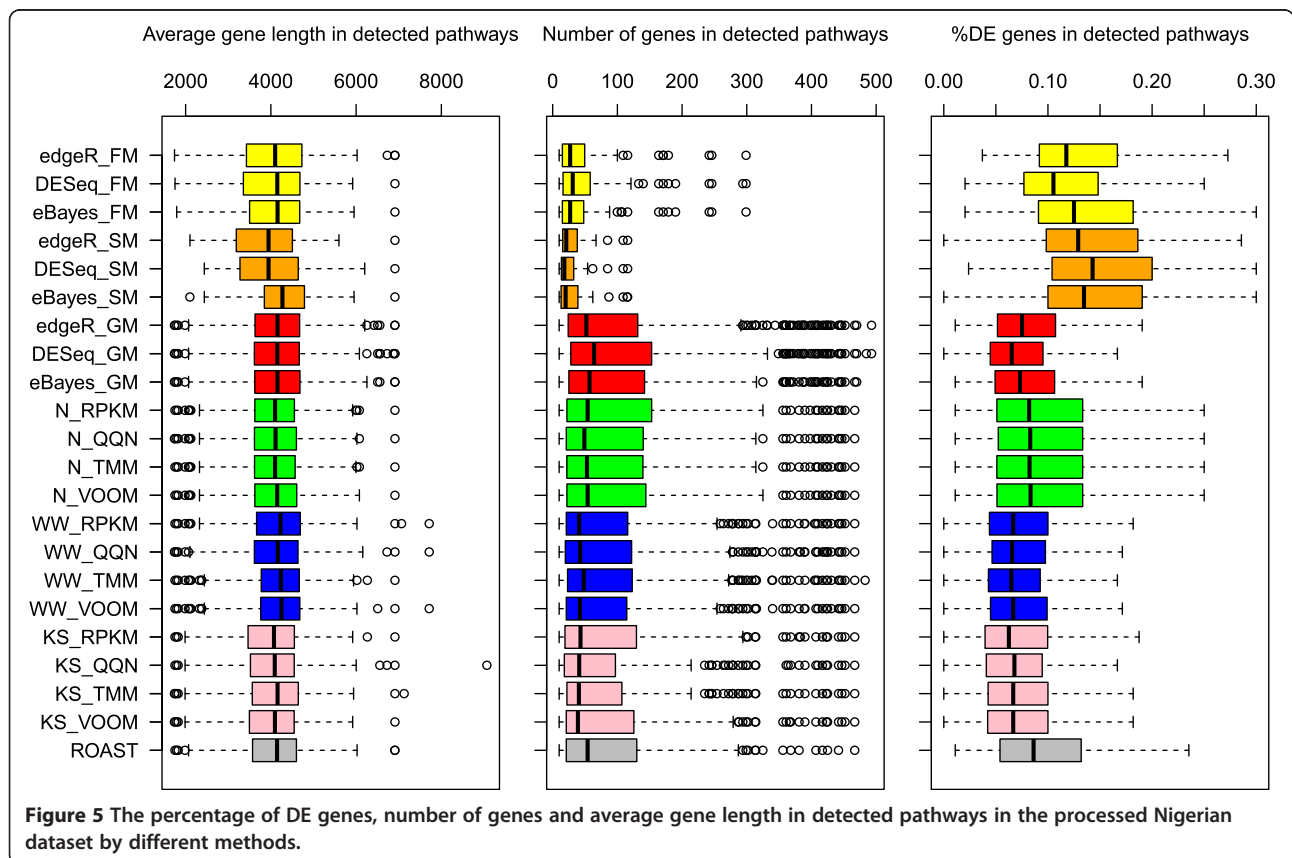 Average gene length in detected pathways Number of genes in detected pathways %DE genes in detected pathways
2000 4000 6000 8000 0 100 200 300 400 500 0.00 0.10 0.20 0.30
edgeR_FM
DESeq_FM
eBayes_FM
edgeR_SM
DESeq_SM
eBayes_SM
edgeR_GM
DESeq_GM
eBayes_GM
N_RPKM
N_QQN
N_TMM
N_VOOM
WW_RPKM
WW_QQN
WW_TMM
WW_VOOM
KS_RPKM
KS_QQN
KS_TMM
KS_VOOM
ROAST
Figure 5 The percentage of DE genes, number of genes and average gene length in detected pathways in the processed Nigerian
dataset by different methods.